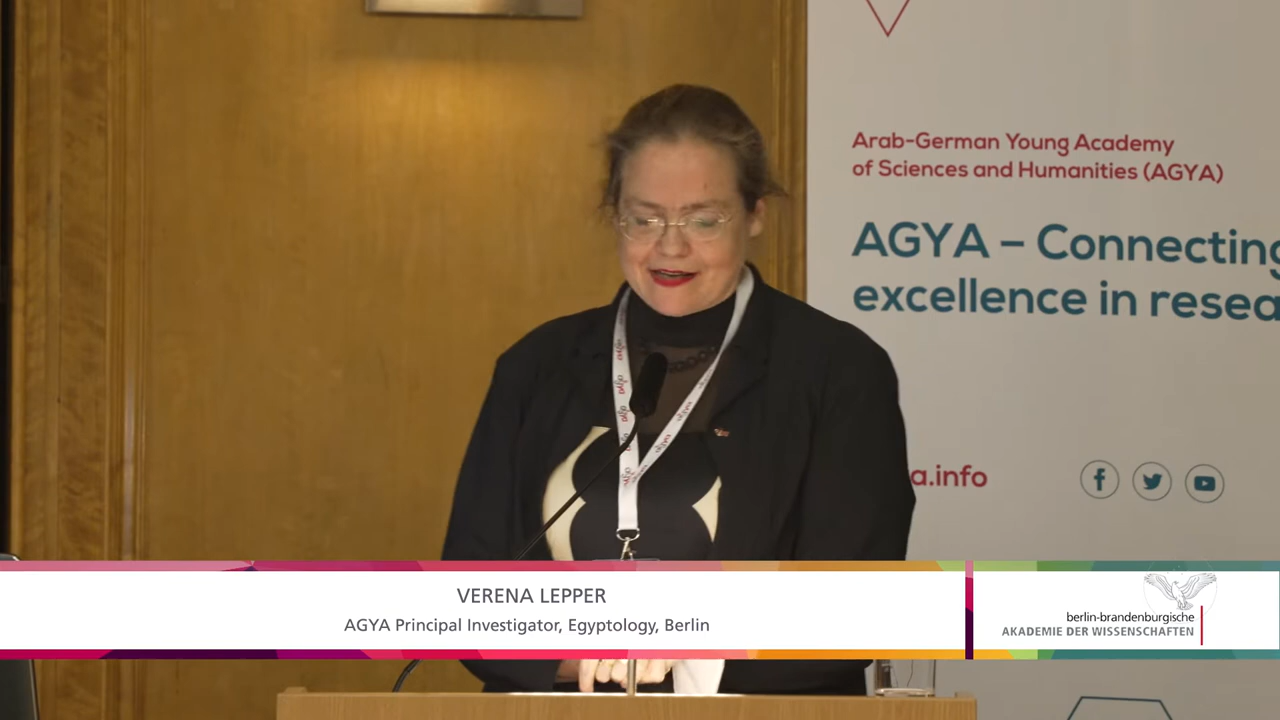 Arab-German Young Academy
of Sciences and Humanities (AGYA)
AGYA – Connecting
excellence in resea
a.info
VERENA LEPPER
AGYA Principal Investigator, Egyptology, Berlin
berlin-brandenburgische
AKADEMIE DER WISSENSCHAFTEN